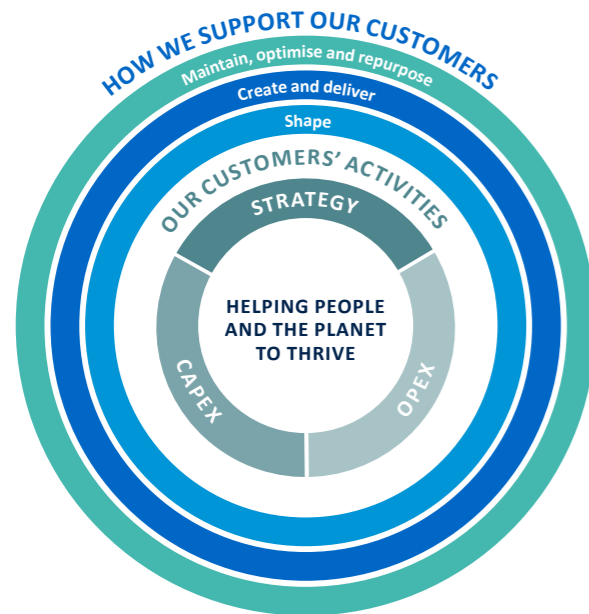 HOW WE SUPPORT OUR CUSTOMERS
Maintain, optimise and repurpose
Create and deliver
Shape
OUR CUSTOMERS’ ACTIVITIES
STRATEGY
HELPING PEOPLE
AND THE PLANET
TO THRIVE
CAPEX
OPEX